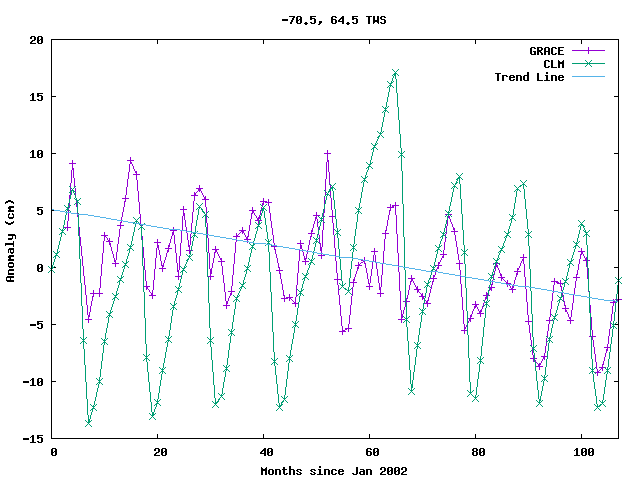 -70.5, 64.5 TWS
GRACE
CLM
Trend Line
20
15
10
5
0
-5
-10
-15
Anomaly (cm)
0 20 40 60 80 100
Months since Jan 2002